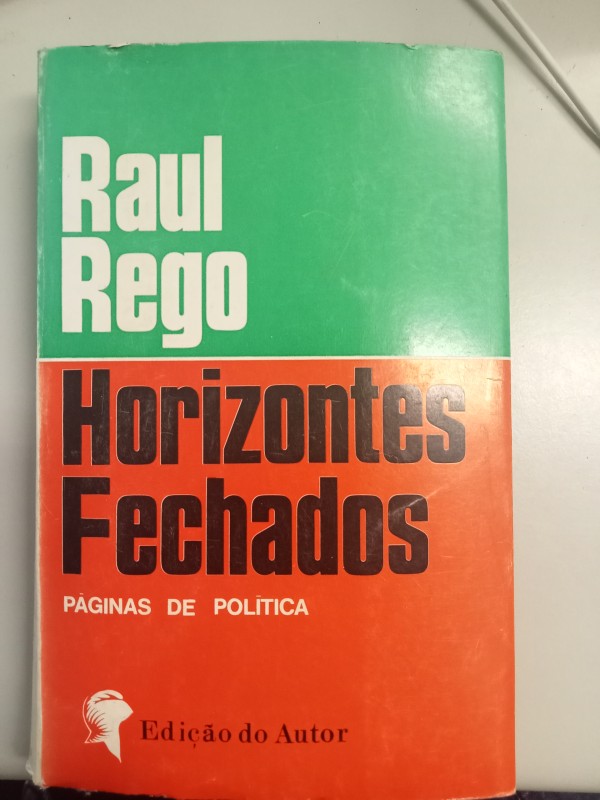 Raul
Rego
Horizontes
Fechados
PÁGINAS DE POLÍTICA
Edição do Autor